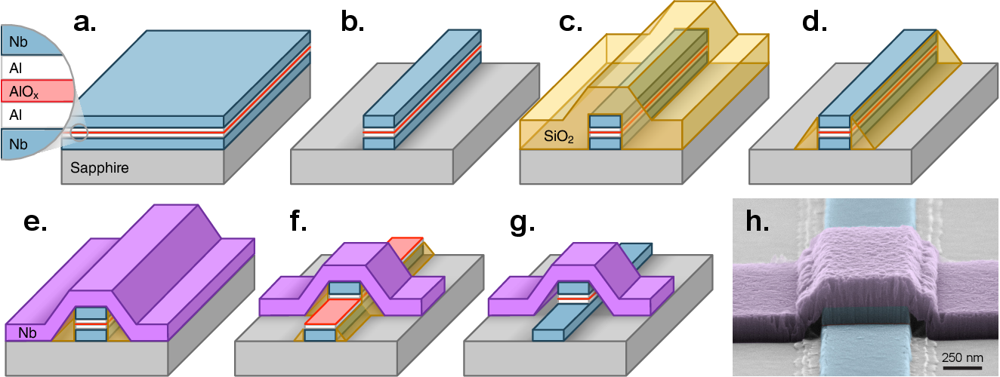 a.
b.
c.
d.
Nb
Al
AlOₓ
Al
Nb
Sapphire
SiO₂
e.
f.
g.
h.
Nb
250 nm